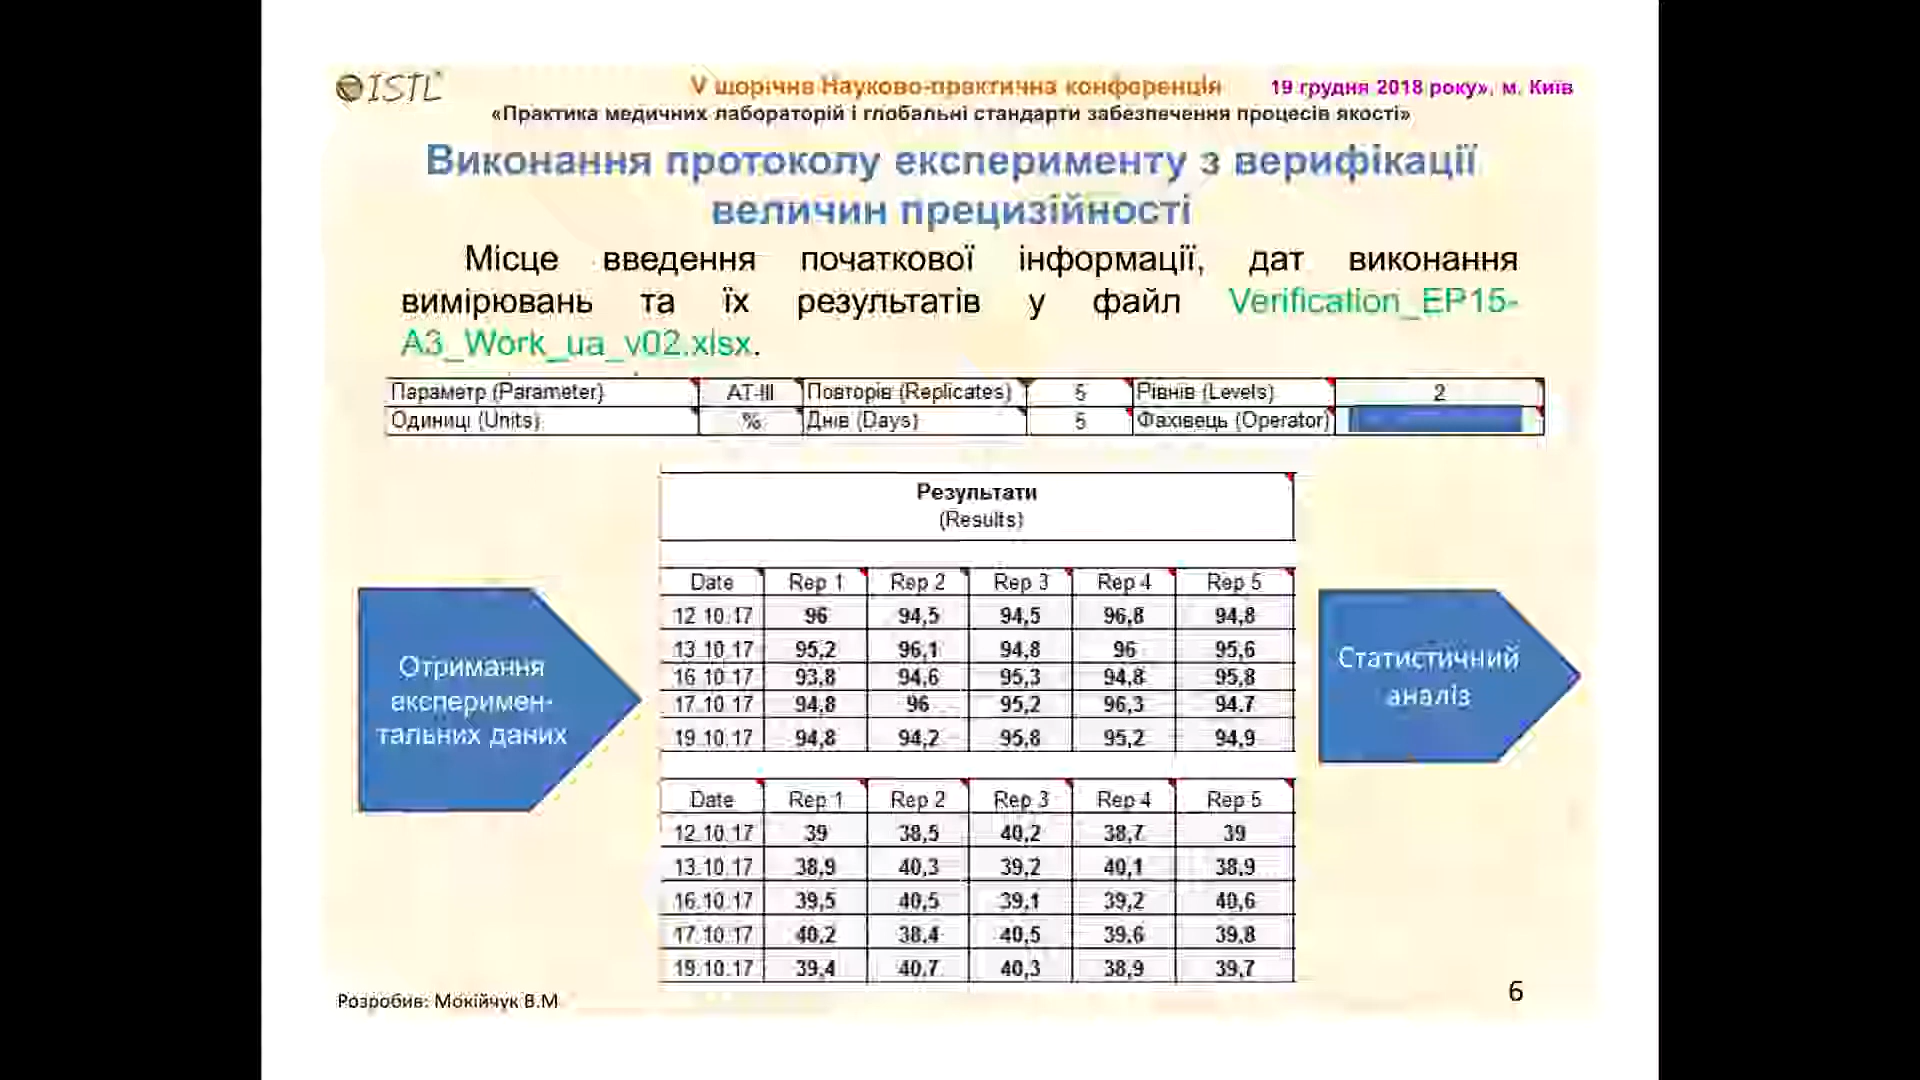 ISTL
V щорічна Науково-практична конференція 19 грудня 2018 року», м. Київ
«Практика медичних лабораторій і глобальні стандарти забезпечення процесів якості»
Виконання протоколу експерименту з верифікації
величин прецизійності
Місце введення початкової інформації, дат виконання
вимірювань та їх результатів у файл Verification_EP15-
A3_Work_ua_v02.xlsx.
Параметр (Parameter) AT-III Повторів (Replicates) 5 Рівнів (Levels) 2
Одиниці (Units) % Днів (Days) 5 Фахівець (Operator)
Результати
(Results)
Date Rep 1 Rep 2 Rep 3 Rep 4 Rep 5
12.10.17 96 94,5 94,5 96,8 94,8
13.10.17 95,2 96,1 94,8 96 95,6
16.10.17 93,8 94,6 95,3 94,8 95,8
17.10.17 94,8 96 95,2 96,3 94.7
19.10.17 94,8 94,2 95,8 95,2 94,9
Date Rep 1 Rep 2 Rep 3 Rep 4 Rep 5
12.10.17 39 38,5 40,2 38,7 39
13.10.17 38,9 40,3 39,2 40,1 38,9
16.10.17 39,5 40,5 39,1 39,2 40,6
17.10.17 40,2 38,4 40,5 39,6 39,8
19.10.17 39,4 40,7 40,3 38,9 39,7
Отримання
експеримен-
тальних даних
Статистичний
аналіз
Розробив: Мокійчук В.М
6